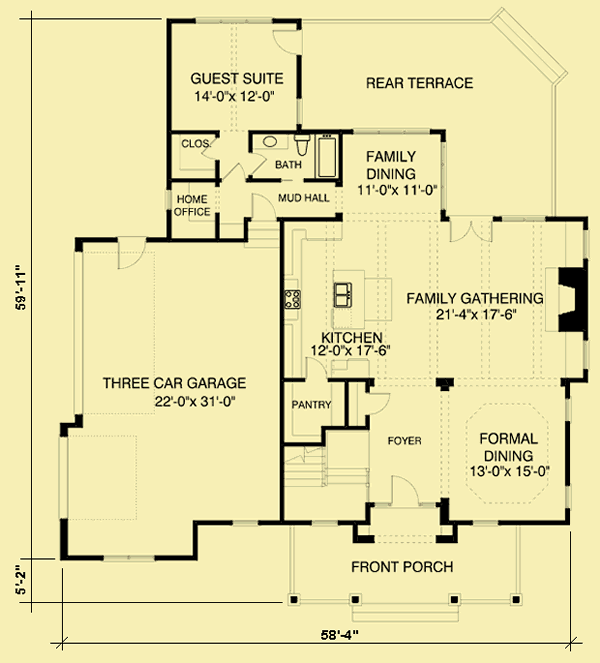 GUEST SUITE
14'-0"x 12'-0"
REAR TERRACE
CLOS.
BATH
FAMILY
DINING
11'-0"x 11'-0"
HOME
OFFICE
MUD HALL
59'-11"
FAMILY GATHERING
21'-4"x 17'-6"
KITCHEN
12'-0"x 17'-6"
THREE CAR GARAGE
22'-0"x 31'-0"
PANTRY
FOYER
FORMAL
DINING
13'-0"x 15'-0"
5'-2"
FRONT PORCH
58'-4"